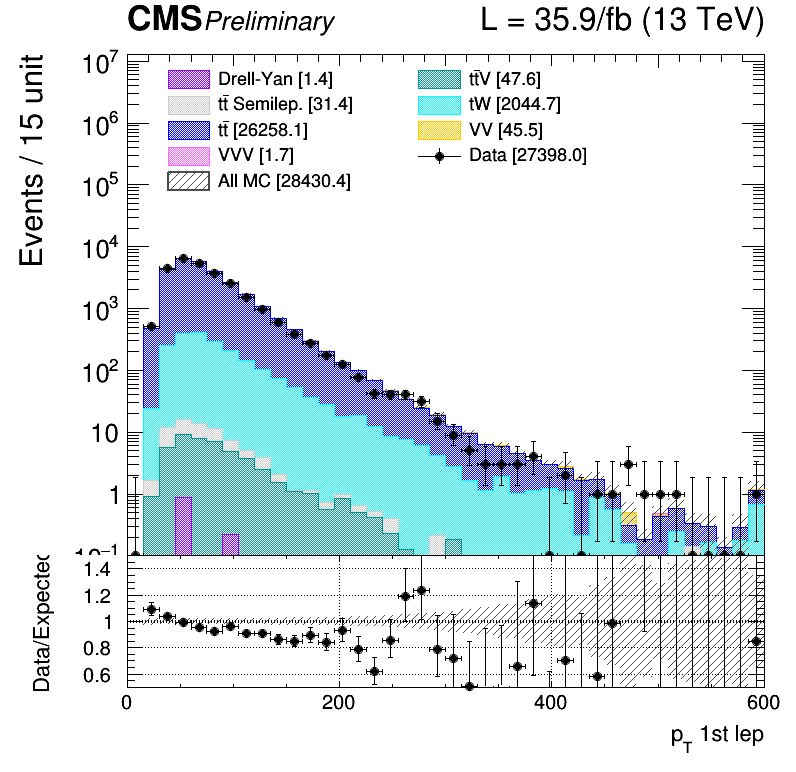 CMS Preliminary L = 35.9/fb (13 TeV)
Events / 15 unit
10⁷
10⁶
10⁵
10⁴
10³
10²
10
1
10⁻¹
Drell-Yan [1.4]
tt̄ Semilep. [31.4]
tt̄ [26258.1]
VVV [1.7]
All MC [28430.4]
tt̄V [47.6]
tW [2044.7]
VV [45.5]
Data [27398.0]
Data/Expected
1.4
1.2
1
0.8
0.6
0 200 400 600
p_T 1st lep